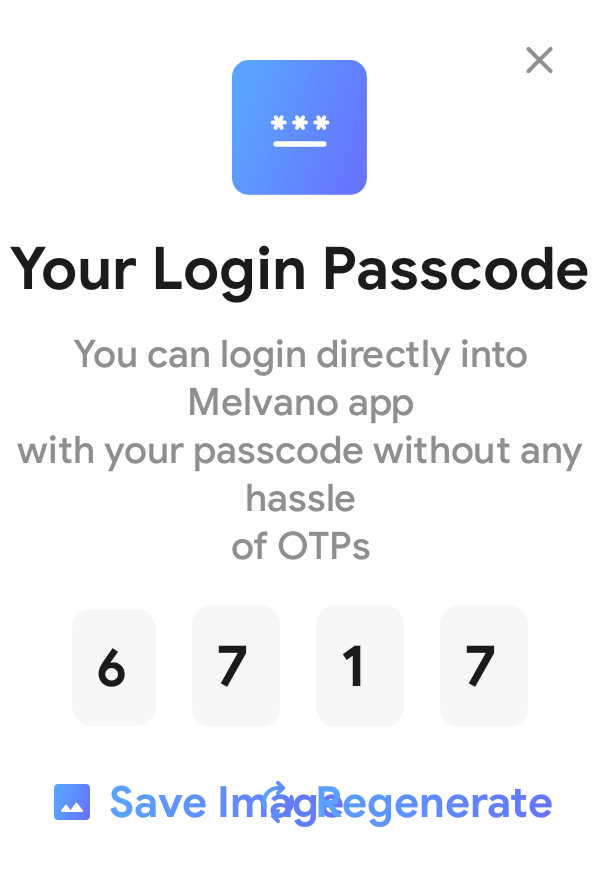 ***
Your Login Passcode
You can login directly into
Melvano app
with your passcode without any
hassle
of OTPs
6 7 1 7
Save Image Regenerate